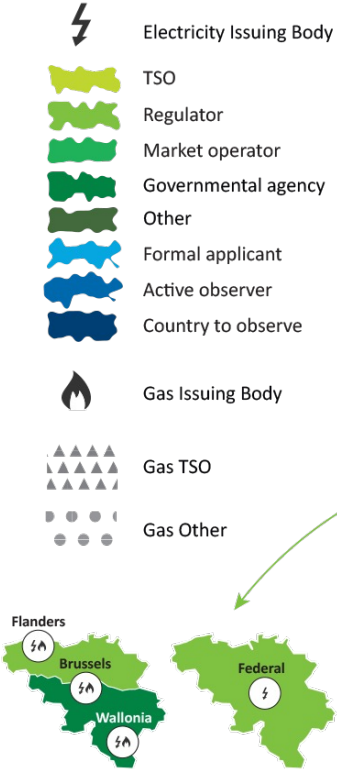 Electricity Issuing Body
TSO
Regulator
Market operator
Governmental agency
Other
Formal applicant
Active observer
Country to observe
Gas Issuing Body
Gas TSO
Gas Other
Flanders
Brussels
Wallonia
Federal